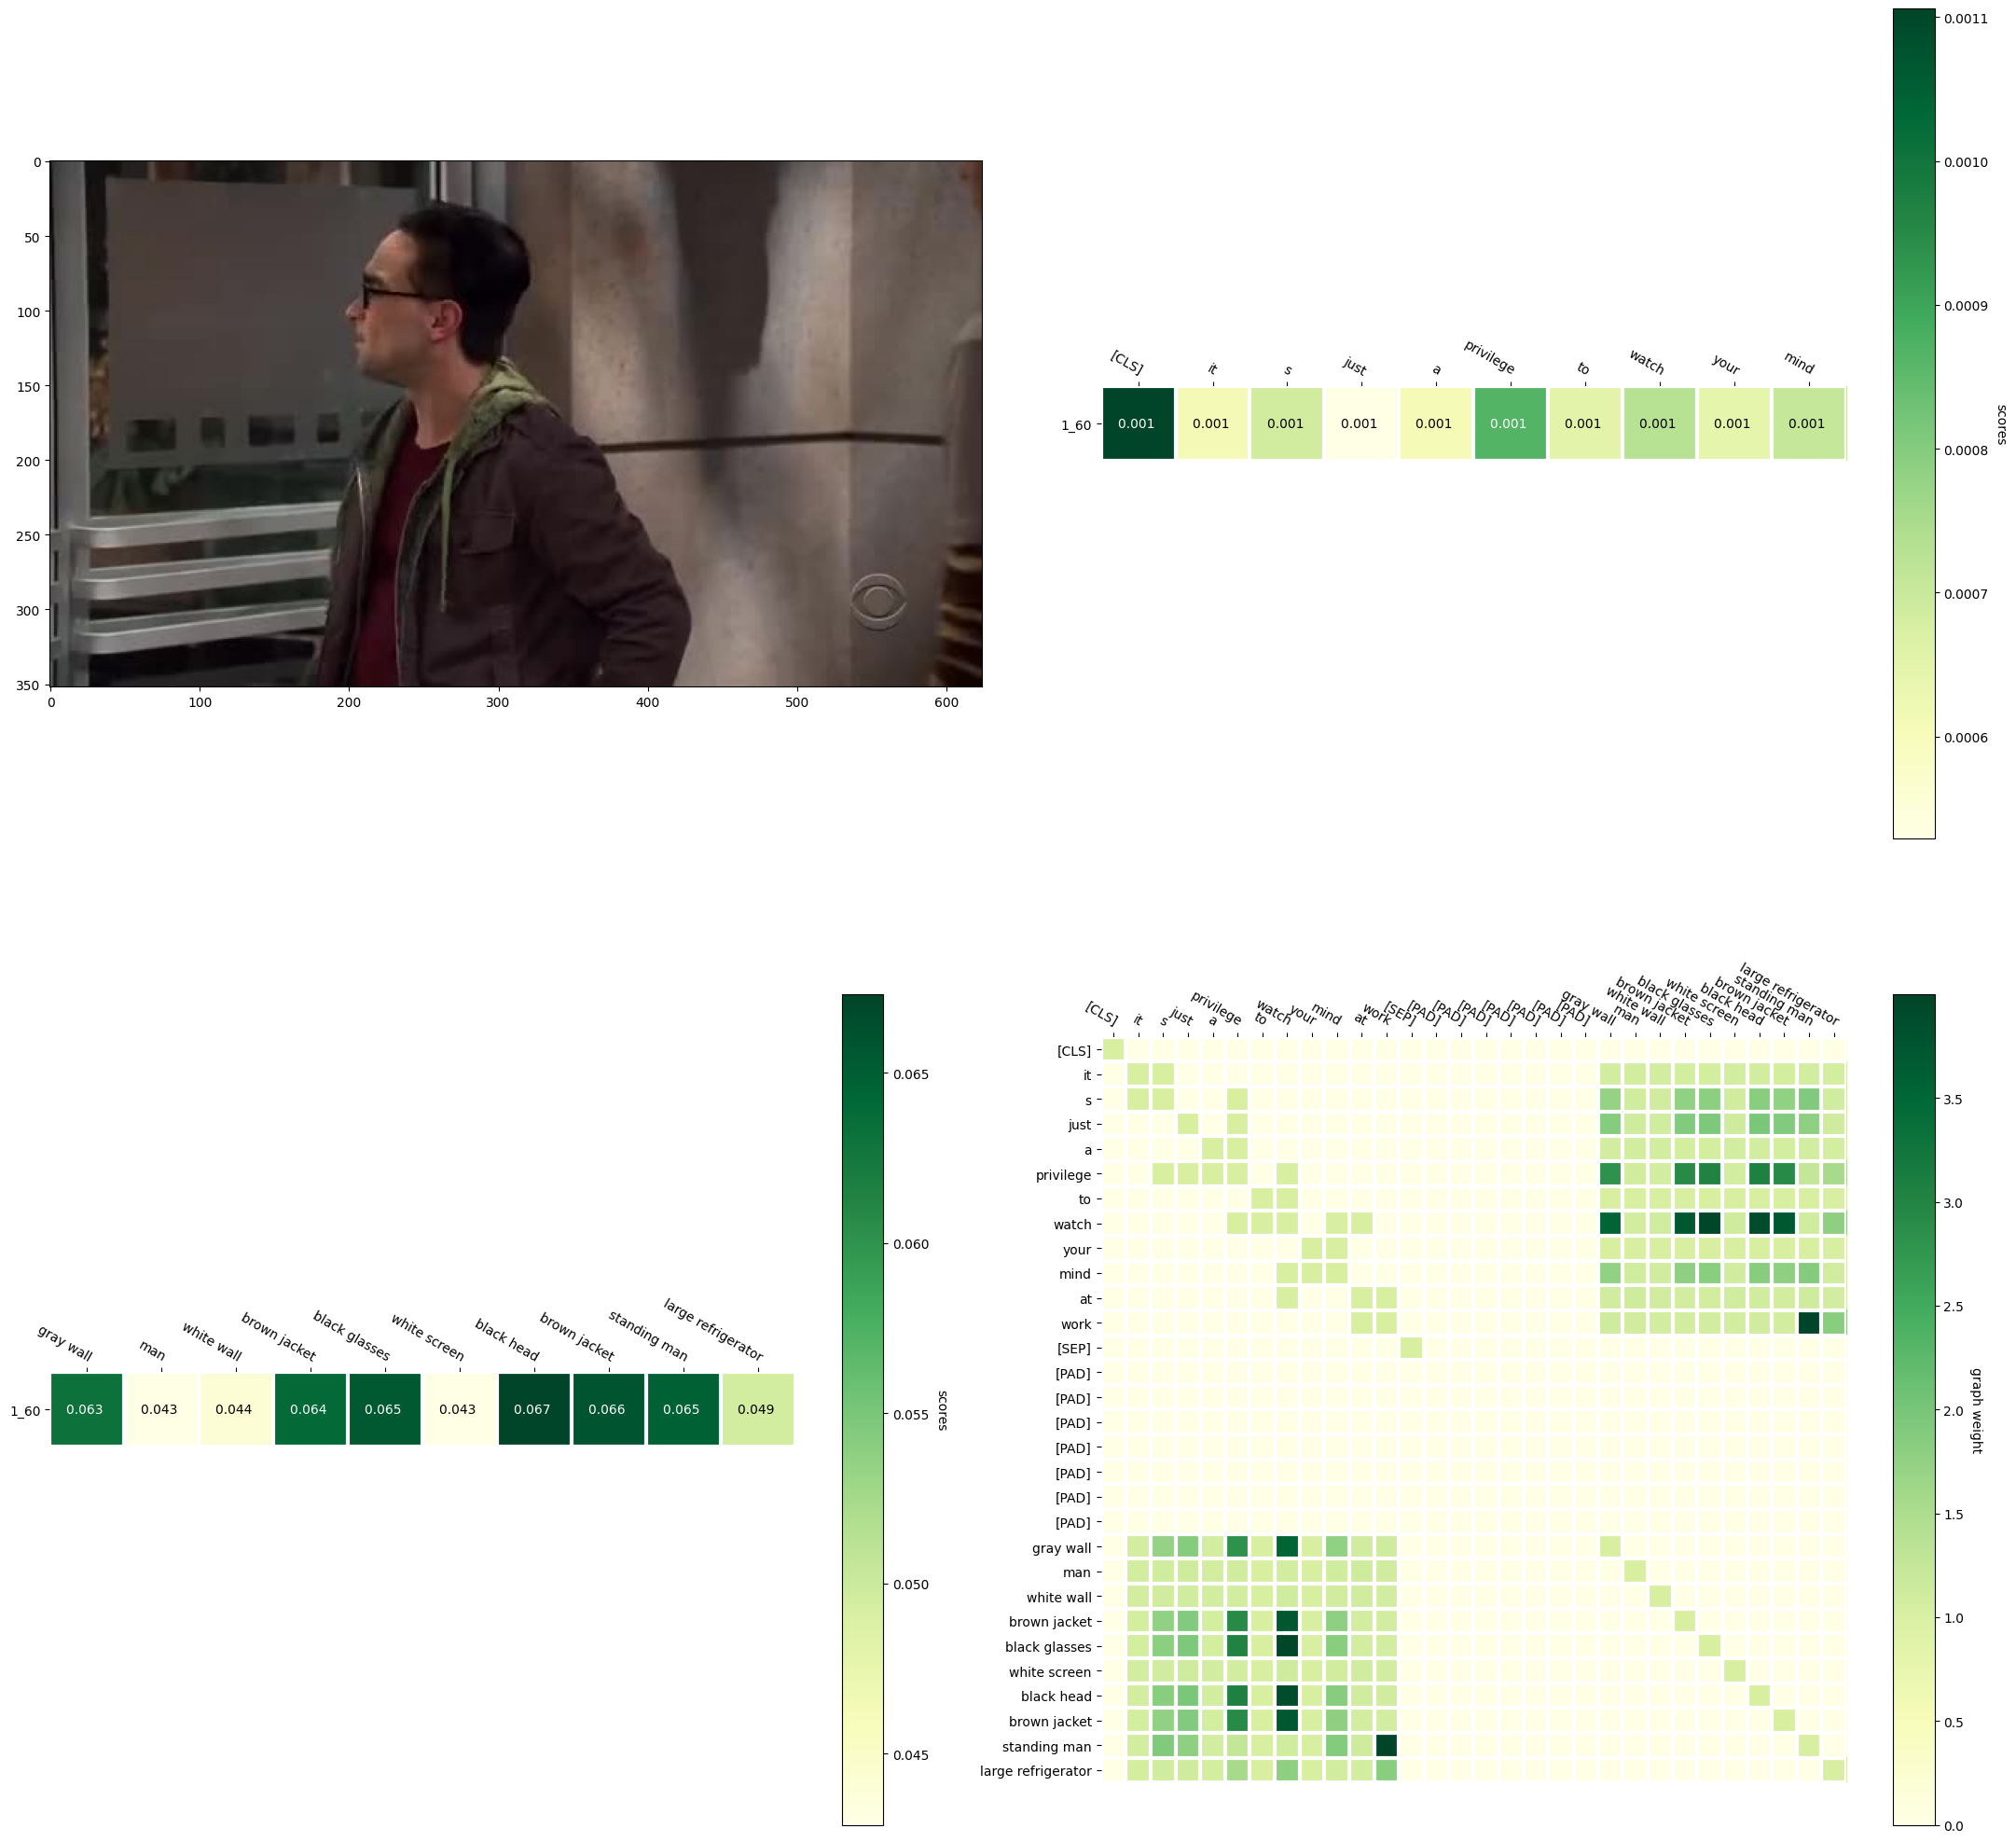 0
50
100
150
200
250
300
350
0 100 200 300 400 500 600
[CLS] it s just a privilege to watch your mind
1_60 0.001 0.001 0.001 0.001 0.001 0.001 0.001 0.001 0.001 0.001
0.0011
0.0010
0.0009
0.0008
0.0007
0.0006
scores
gray wall man white wall brown jacket black glasses white screen black head brown jacket standing man large refrigerator
1_60 0.063 0.043 0.044 0.064 0.065 0.043 0.067 0.066 0.065 0.049
0.065
0.060
0.055
0.050
0.045
scores
[CLS] it s just a privilege to watch your mind at work [SEP] [PAD] [PAD] [PAD] [PAD] [PAD] [PAD] [PAD] gray wall man white wall brown jacket black glasses white screen black head brown jacket standing man large refrigerator
[CLS]
it
s
just
a
privilege
to
watch
your
mind
at
work
[SEP]
[PAD]
[PAD]
[PAD]
[PAD]
[PAD]
[PAD]
[PAD]
gray wall
man
white wall
brown jacket
black glasses
white screen
black head
brown jacket
standing man
large refrigerator
3.5
3.0
2.5
2.0
1.5
1.0
0.5
0.0
graph weight